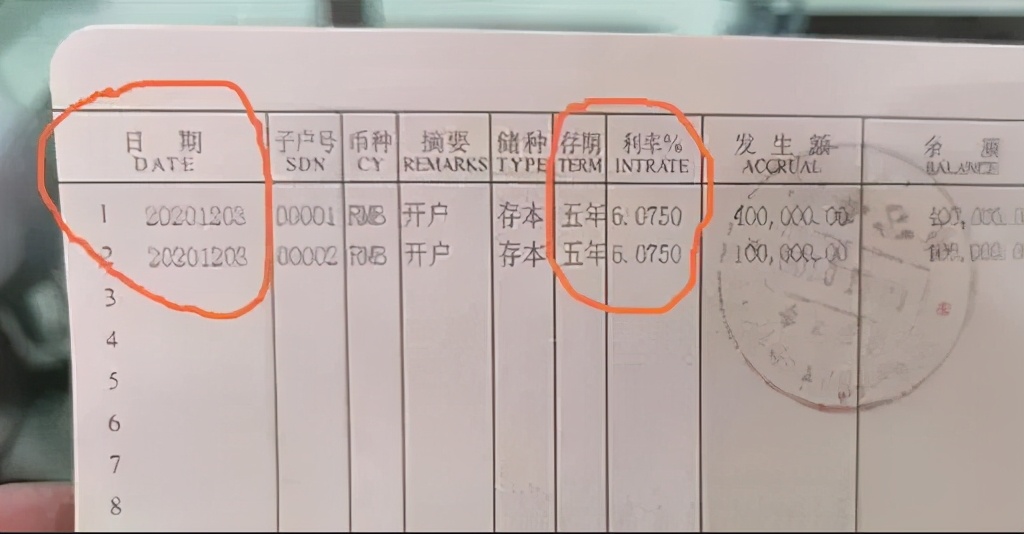 日 期 子户号 币种 摘要 储种 存期 利率% 发生额 余 额
DATE SDN CY REMARKS TYPE TERM INTRATE ACCRUAL BALANCE
1 20201203 00001 RMB 开户 存本 五年 6.0750 400,000.00
2 20201203 00002 RMB 开户 存本 五年 6.0750 100,000.00
3
4
5
6
7
8